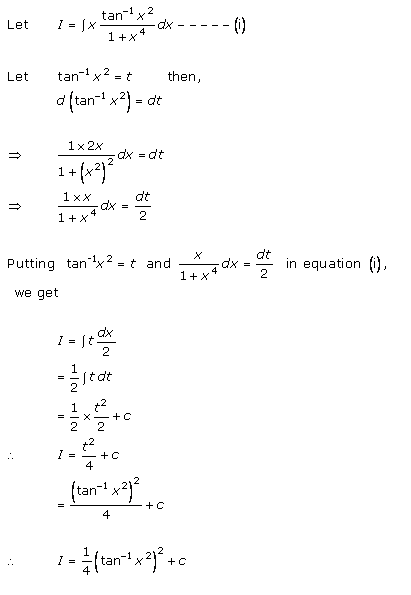 Let I = ∫ x tan⁻¹ x² / 1 + x⁴ dx – – – – – (i)
Let tan⁻¹ x² = t then,
d (tan⁻¹ x²) = dt
⇒ 1 × 2x / 1 + (x²)² dx = dt
⇒ 1 × x / 1 + x⁴ dx = dt / 2
Putting tan⁻¹x² = t and x / 1 + x⁴ dx = dt / 2 in equation (i),
we get
I = ∫ t dx / 2
= 1/2 ∫ t dt
= 1/2 × t²/2 + c
∴ I = t²/4 + c
= (tan⁻¹ x²)² / 4 + c
∴ I = 1/4 (tan⁻¹ x²)² + c